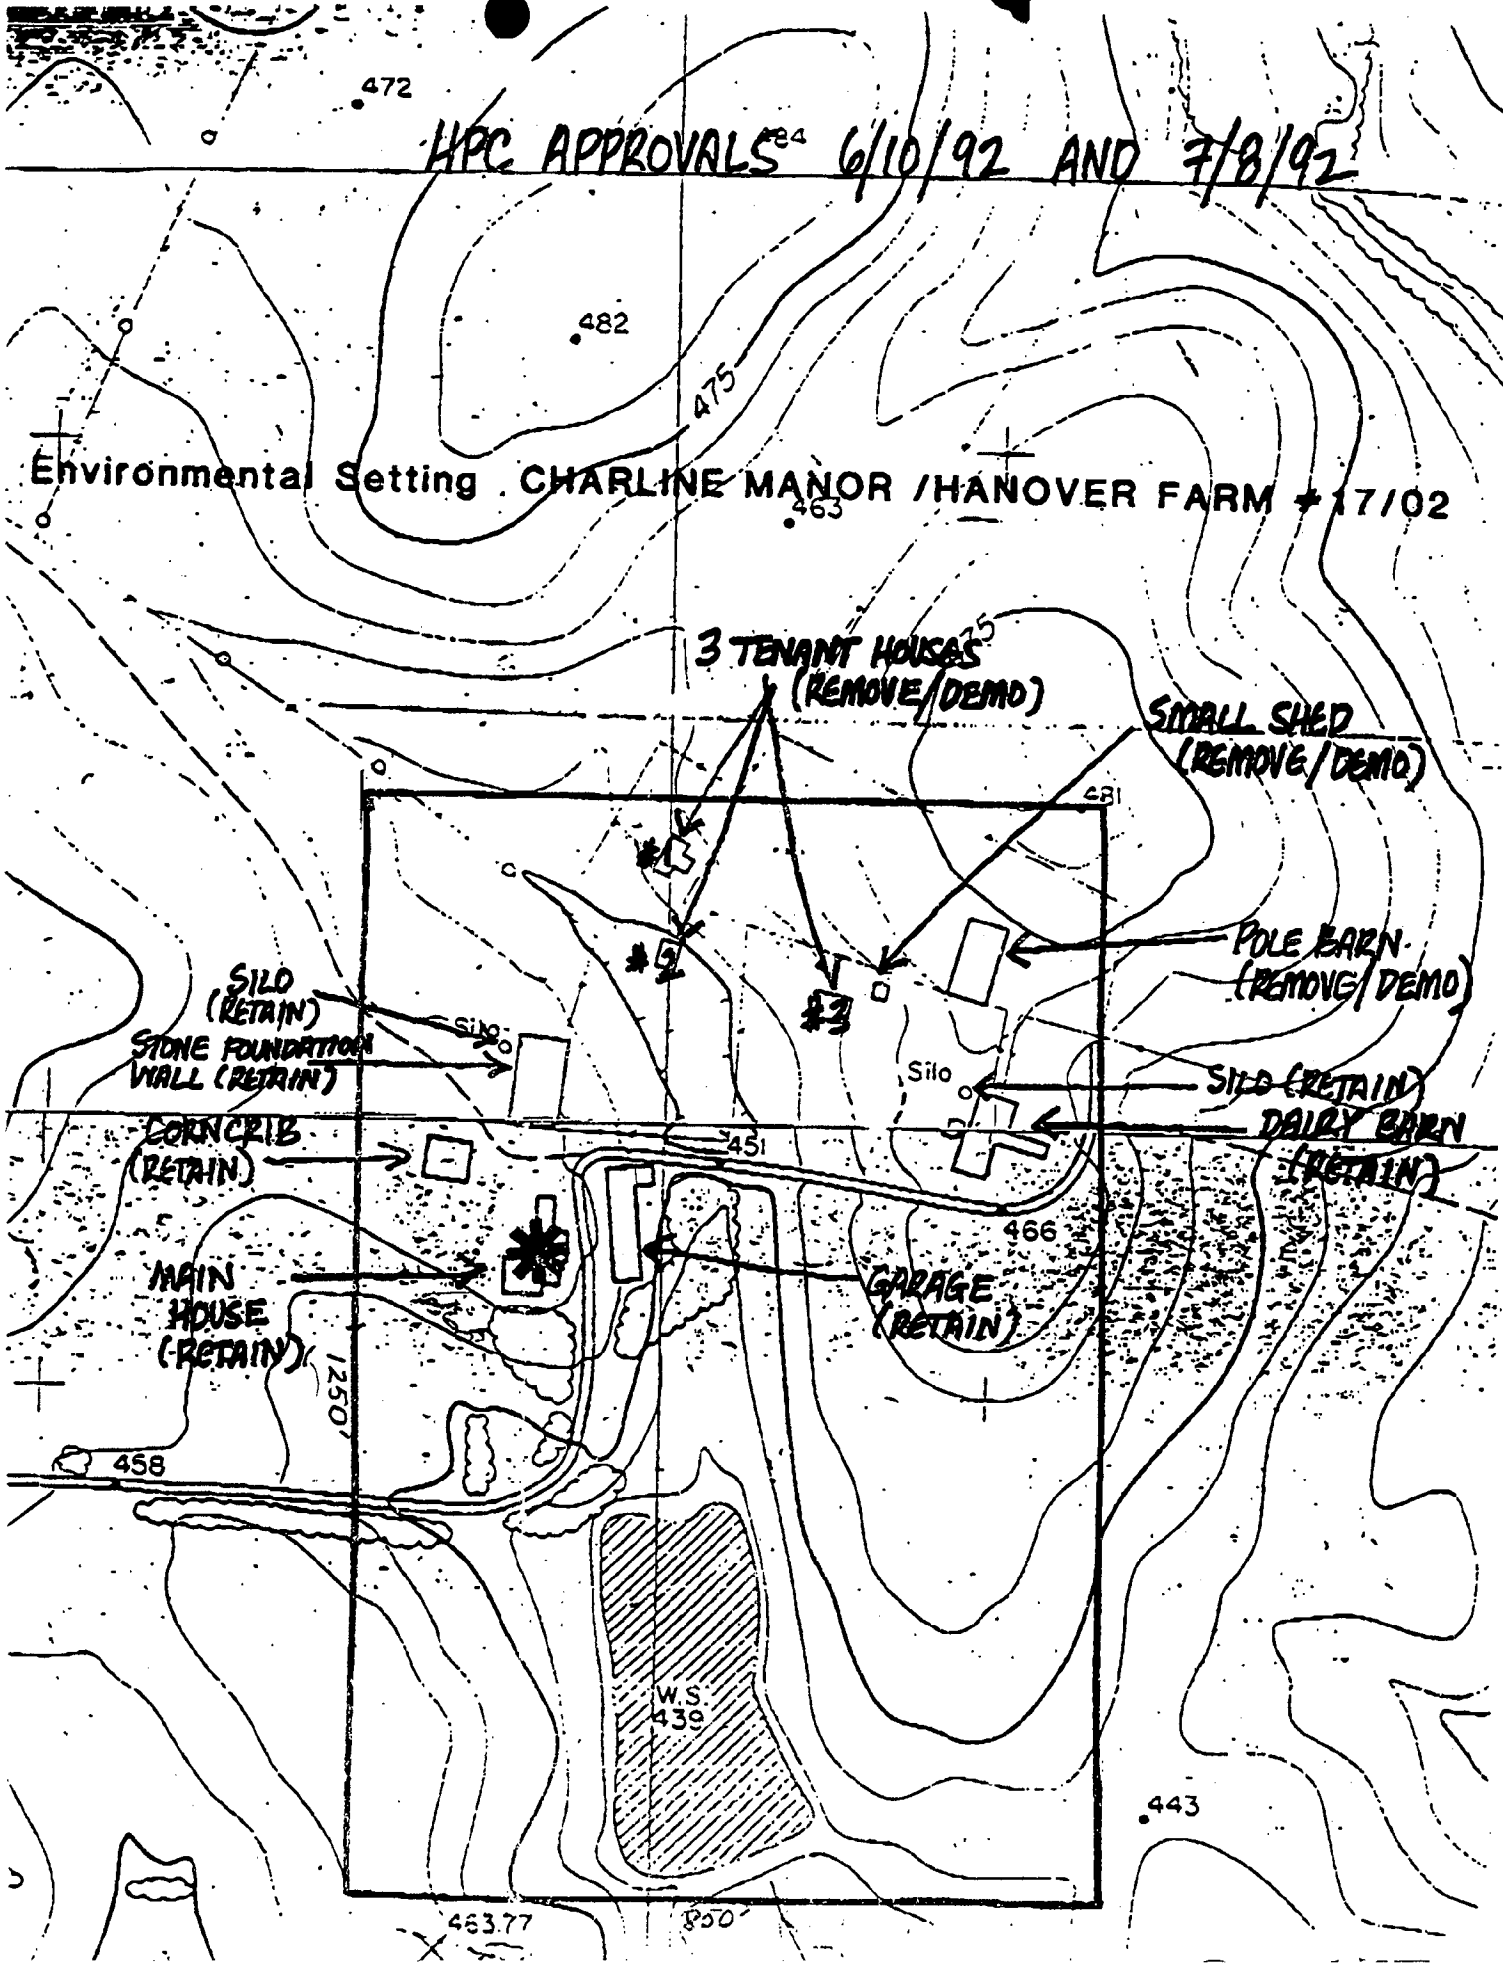 472
HPC APPROVALS 484 6/10/92 AND 7/8/92
482
475
Environmental Setting CHARLINE MANOR / HANOVER FARM # 17/02
463
3 TENANT HOUSES
(REMOVE/DEMO)
SMALL SHED
(REMOVE/DEMO)
481
#1
#2
#3
POLE BARN
(REMOVE/DEMO)
SILO
(RETAIN)
Silo
STONE FOUNDATION
WALL (RETAIN)
Silo
SILO (RETAIN)
DAIRY BARN
(RETAIN)
CORNCRIB
(RETAIN)
451
466
MAIN
HOUSE
(RETAIN)
GARAGE
(RETAIN)
1250'
458
W.S.
439
443
463.77
850'